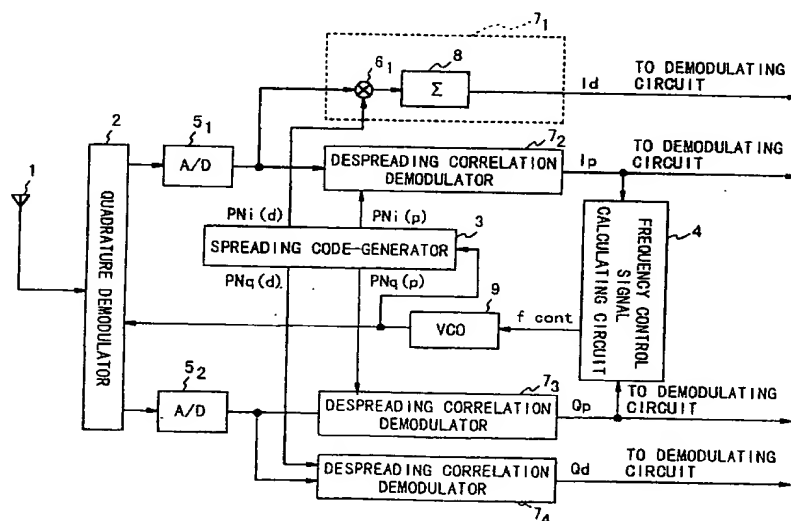 7₁
6₁
8
Σ
TO DEMODULATING
CIRCUIT
Id
2
5₁
A/D
7₂
DESPREADING CORRELATION
DEMODULATOR
TO DEMODULATING
CIRCUIT
Ip
1
QUADRATURE DEMODULATOR
PNi(d)
PNi(p)
3
SPREADING CODE-GENERATOR
PNq(d)
PNq(p)
4
FREQUENCY CONTROL
SIGNAL
CALCULATING CIRCUIT
9
VCO
f cont
5₂
A/D
7₃
DESPREADING CORRELATION
DEMODULATOR
TO DEMODULATING
CIRCUIT
Qp
DESPREADING CORRELATION
DEMODULATOR
7₄
TO DEMODULATING
CIRCUIT
Qd